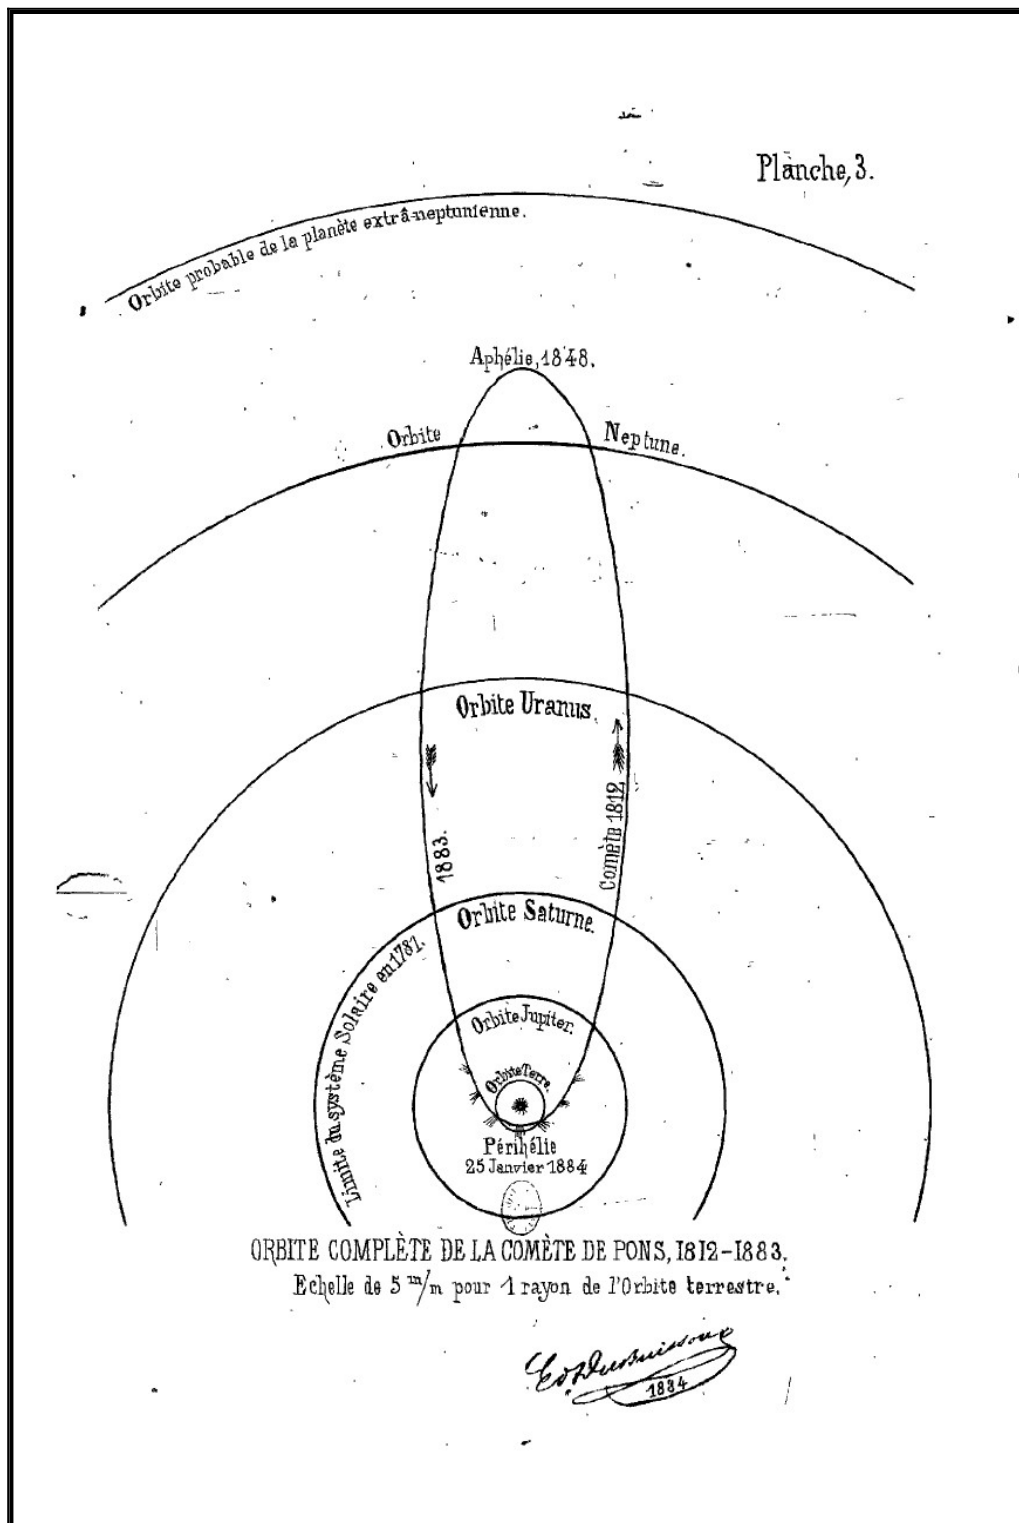 Planche, 3.
Orbite probable de la planète extrâ-neptunienne.
Aphélie, 1848.
Orbite Neptune.
Orbite Uranus.
1883.
Comète 1812
Orbite Saturne.
Limite du système Solaire en 1781.
Orbite Jupiter.
Orbite Terre.
Périhélie
25 Janvier 1884
ORBITE COMPLÈTE DE LA COMÈTE DE PONS, 1812-1883.
Echelle de 5 m/m pour 1 rayon de l'Orbite terrestre.
1884